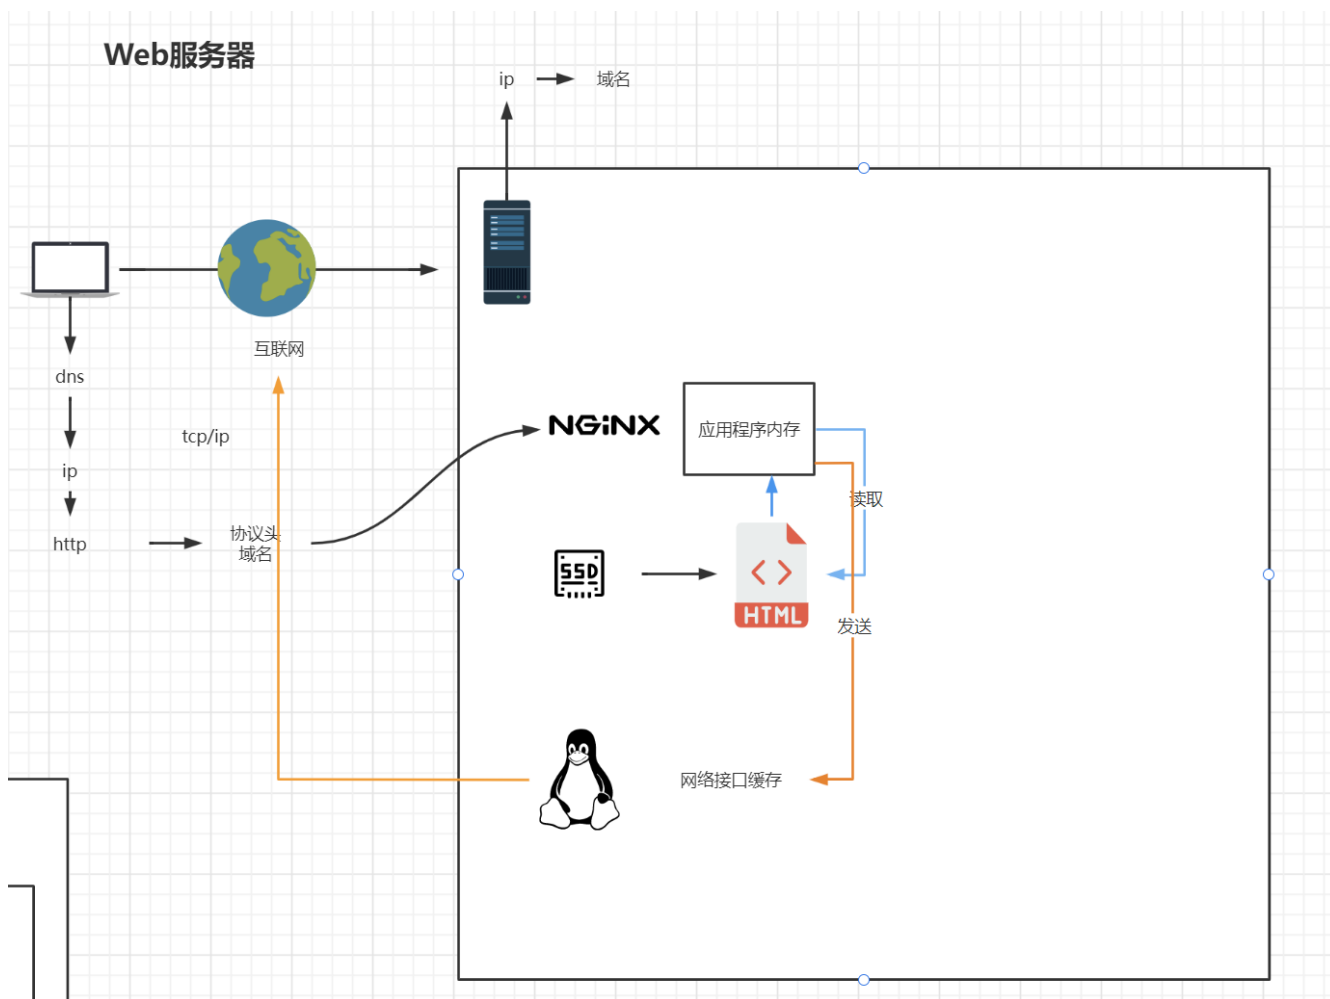 Web服务器
ip
域名
互联网
dns
tcp/ip
ip
http
协议头
域名
NGiNX
应用程序内存
读取
SSD
HTML
发送
网络接口缓存